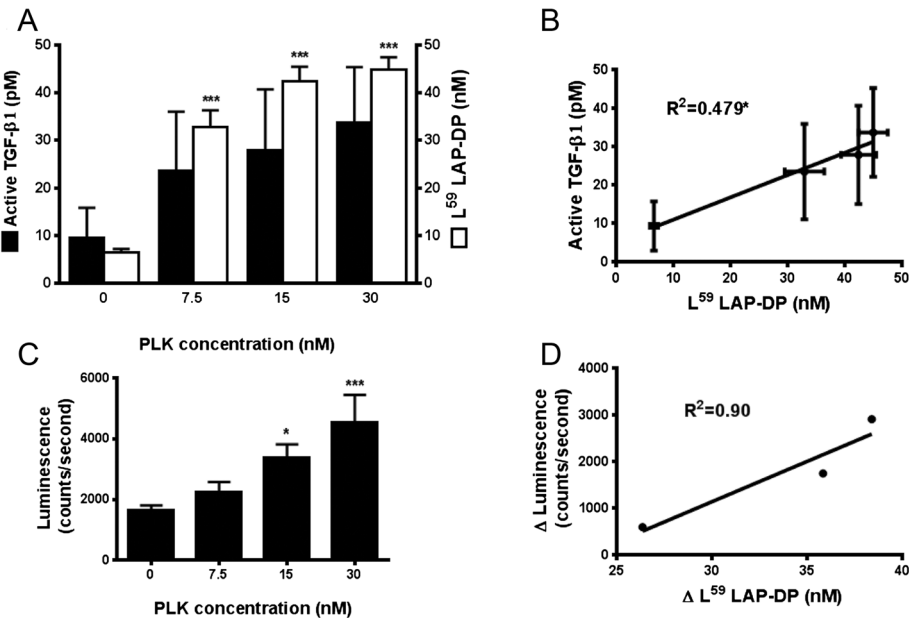 A
50
40
30
20
10
0
Active TGF-β1 (pM)
***
***
***
50
40
30
20
10
0
L⁵⁹ LAP-DP (nM)
0 7.5 15 30
PLK concentration (nM)
B
50
40
30
20
10
0
Active TGF-β1 (pM)
R²=0.479*
0 10 20 30 40 50
L⁵⁹ LAP-DP (nM)
C
6000
4000
2000
0
Luminescence
(counts/second)
*
***
0 7.5 15 30
PLK concentration (nM)
D
4000
3000
2000
1000
0
Δ Luminescence
(counts/second)
R²=0.90
25 30 35 40
Δ L⁵⁹ LAP-DP (nM)